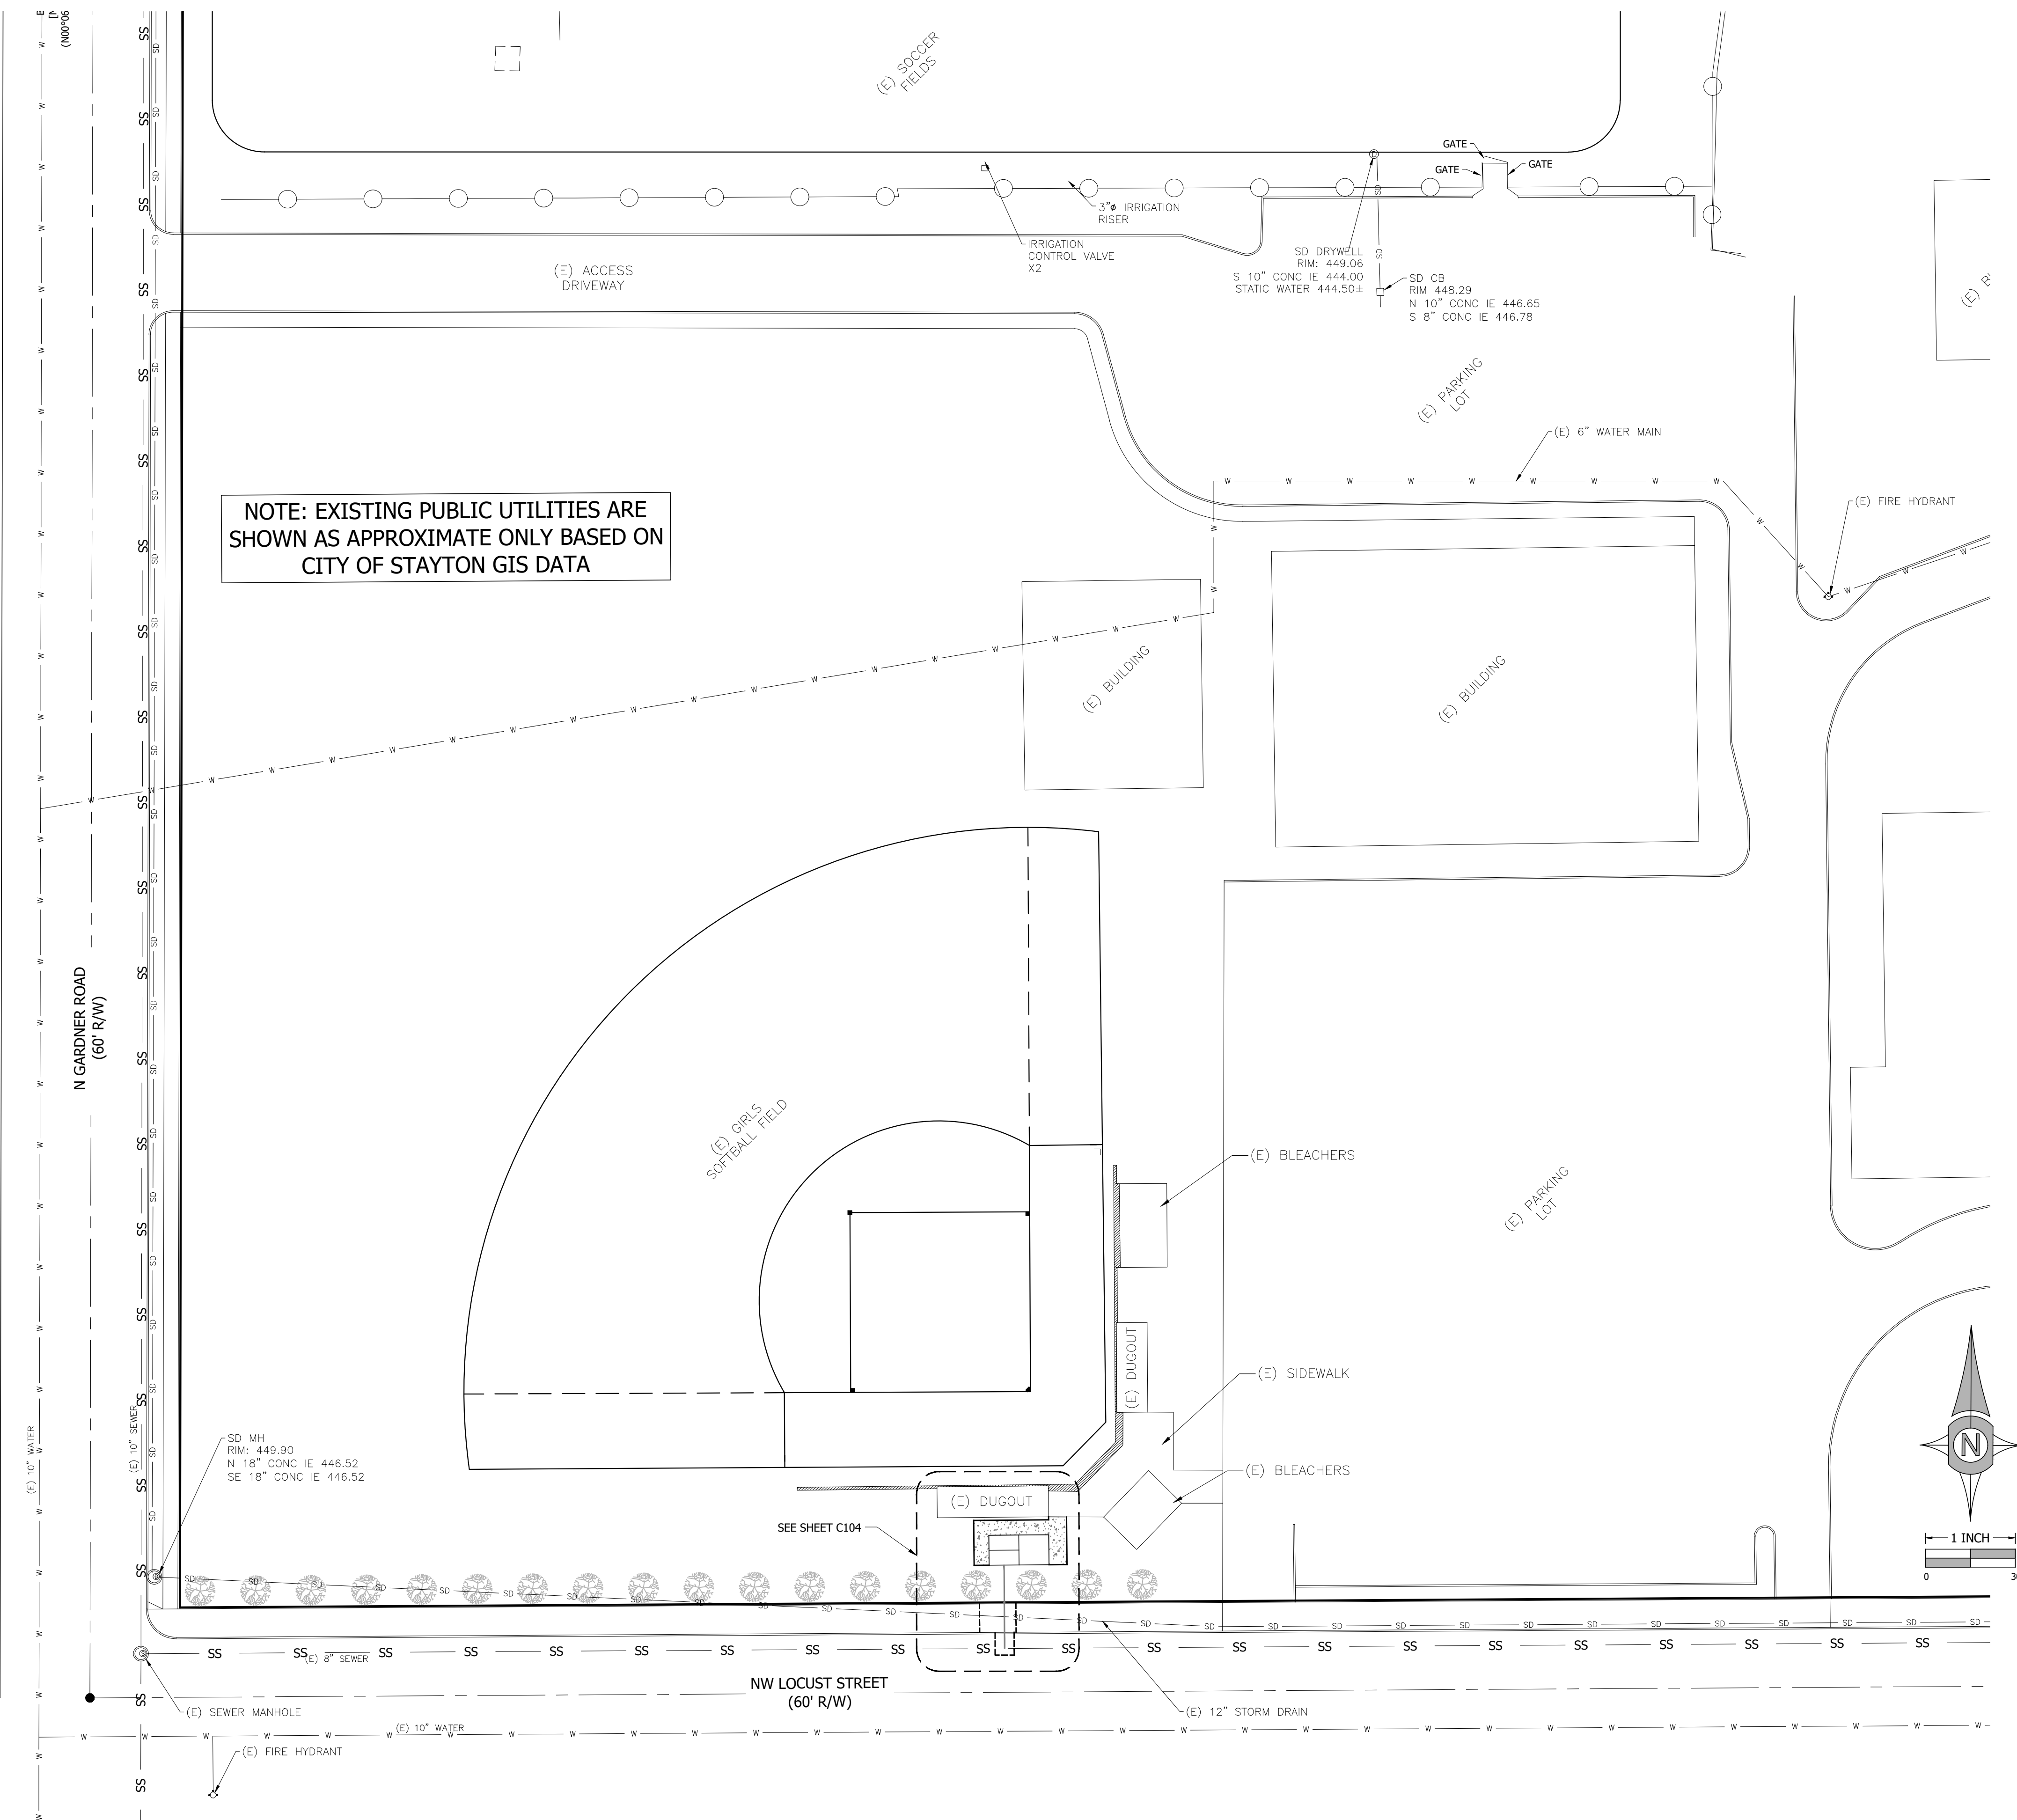 (N00°06
(E) SOCCER
FIELDS
GATE
GATE
GATE
3"ø IRRIGATION
RISER
IRRIGATION
CONTROL VALVE
X2
SD DRYWELL
RIM: 449.06
S 10" CONC IE 444.00
STATIC WATER 444.50±
SD CB
RIM 448.29
N 10" CONC IE 446.65
S 8" CONC IE 446.78
(E) ACCESS
DRIVEWAY
(E) PARKING
LOT
(E) 6" WATER MAIN
(E) FIRE HYDRANT
NOTE: EXISTING PUBLIC UTILITIES ARE
SHOWN AS APPROXIMATE ONLY BASED ON
CITY OF STAYTON GIS DATA
(E) BUILDING
(E) BUILDING
N GARDNER ROAD
(60' R/W)
(E) GIRLS
SOFTBALL FIELD
(E) BLEACHERS
(E) PARKING
LOT
(E) DUGOUT
(E) SIDEWALK
(E) BLEACHERS
(E) 10" WATER
(E) 10" SEWER
SD MH
RIM: 449.90
N 18" CONC IE 446.52
SE 18" CONC IE 446.52
(E) DUGOUT
SEE SHEET C104
N
1 INCH
0
(E) 8" SEWER
NW LOCUST STREET
(60' R/W)
(E) SEWER MANHOLE
(E) 12" STORM DRAIN
(E) 10" WATER
(E) FIRE HYDRANT
W
SS
SD